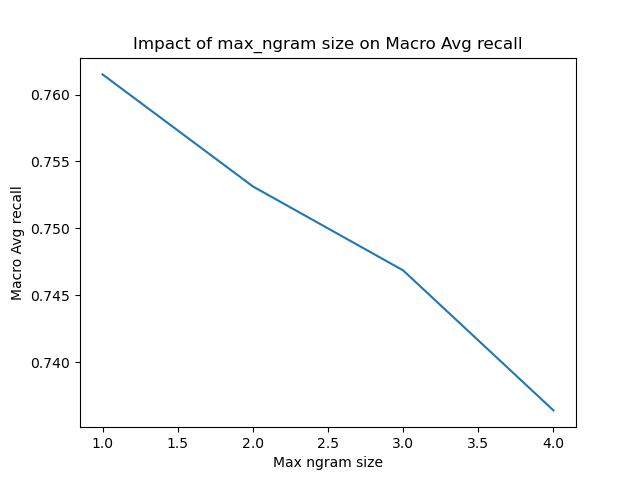 Impact of max_ngram size on Macro Avg recall
Macro Avg recall
0.760
0.755
0.750
0.745
0.740
1.0 1.5 2.0 2.5 3.0 3.5 4.0
Max ngram size